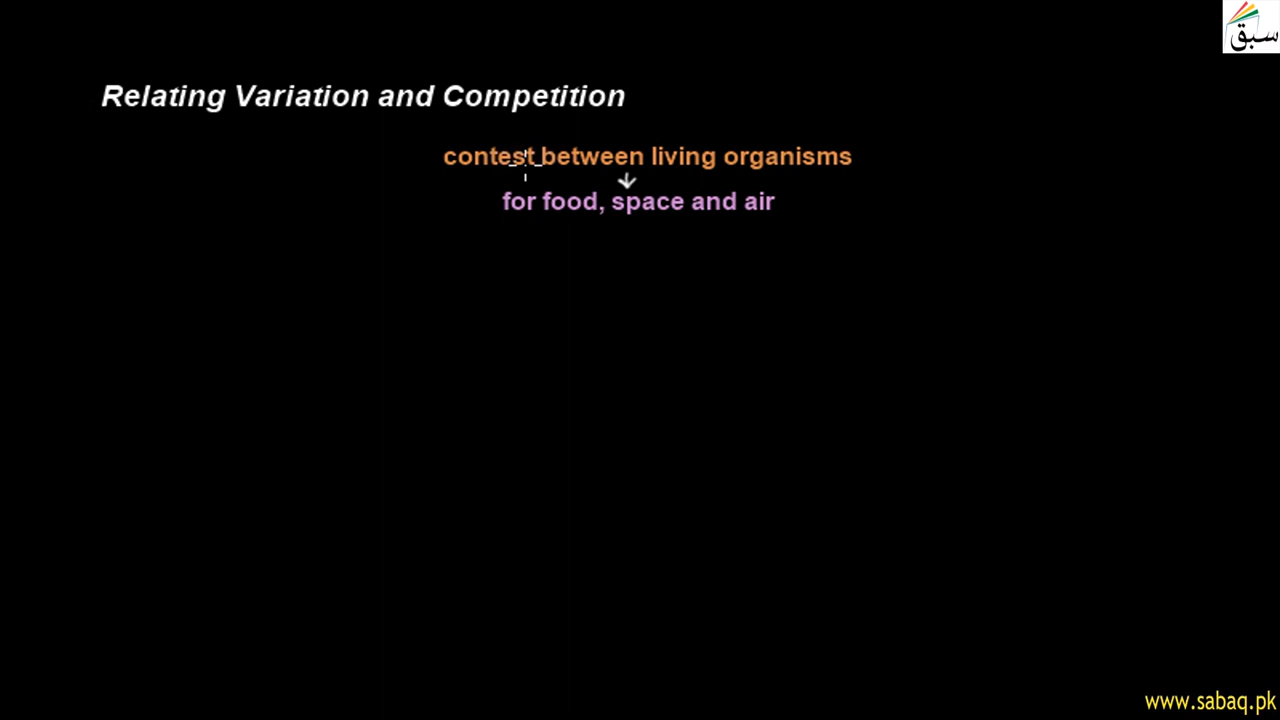 سبق
Relating Variation and Competition
contest between living organisms
for food, space and air
www.sabaq.pk